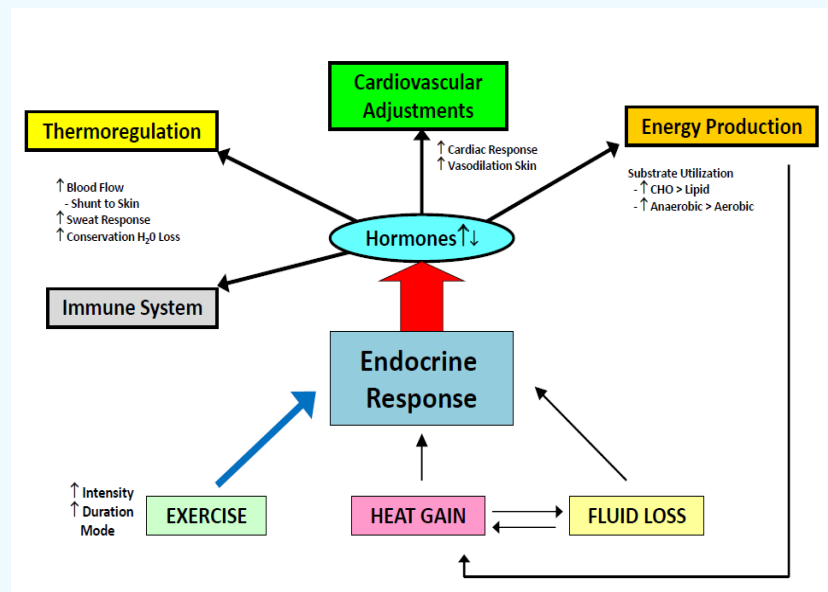 Cardiovascular
Adjustments
Thermoregulation
Energy Production
↑ Cardiac Response
↑ Vasodilation Skin
↑ Blood Flow
- Shunt to Skin
↑ Sweat Response
↑ Conservation H₂0 Loss
Substrate Utilization
- ↑ CHO > Lipid
- ↑ Anaerobic > Aerobic
Hormones↑↓
Immune System
Endocrine
Response
↑ Intensity
↑ Duration
Mode
EXERCISE
HEAT GAIN
FLUID LOSS